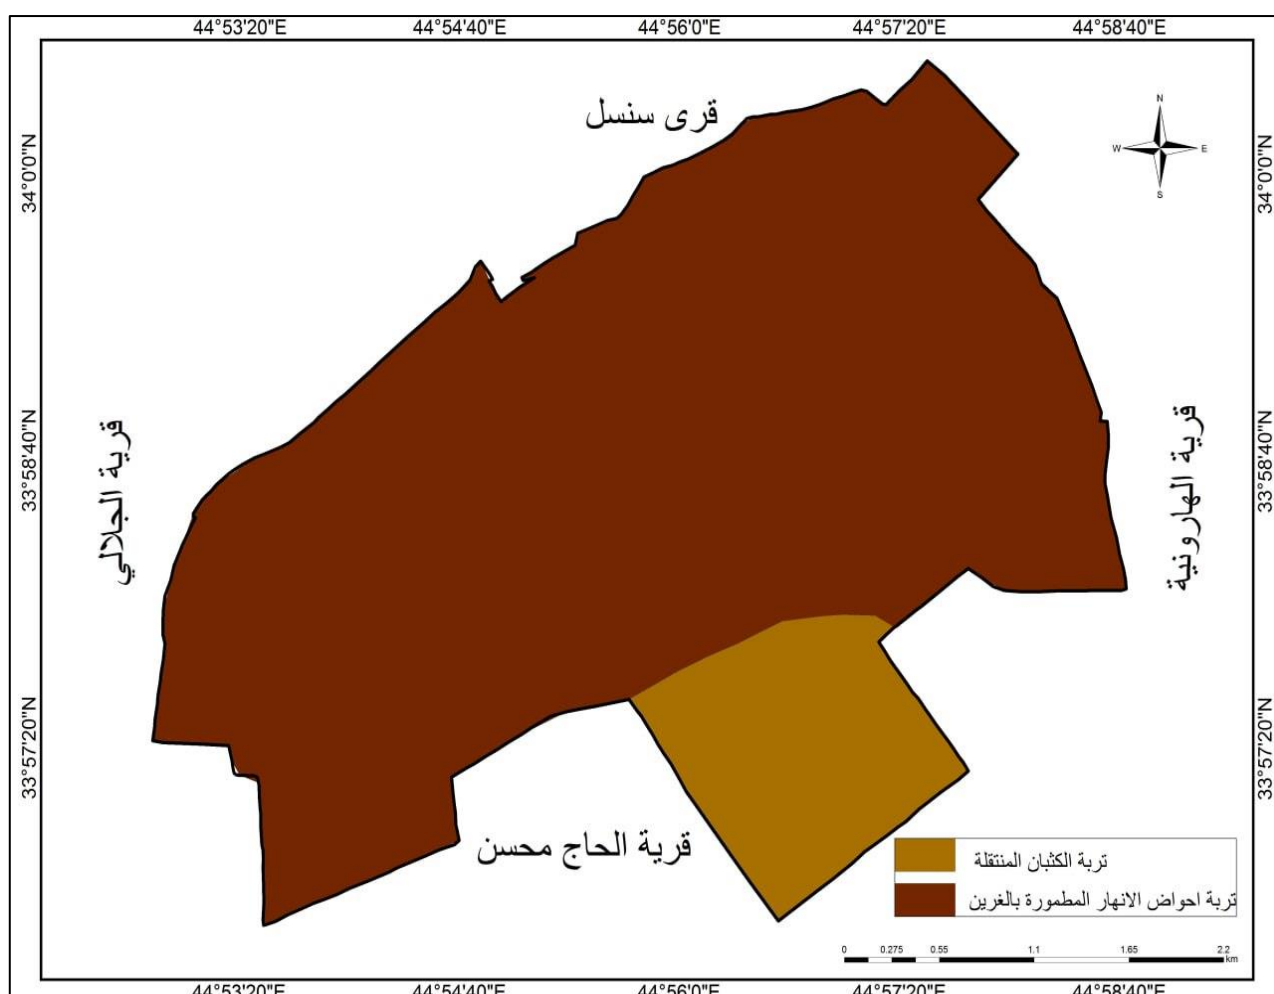 44°53'20"E 44°54'40"E 44°56'0"E 44°57'20"E 44°58'40"E
قرى سنسل
N
W E
S
34°0'0"N
34°0'0"N
33°58'40"N
33°58'40"N
قرية الجلالي
قرية الهارونية
33°57'20"N
33°57'20"N
قرية الحاج محسن
تربة الكثبان المنتقلة
تربة احواض الانهار المطمورة بالغرين
0 0.275 0.55 1.1 1.65 2.2
km
44°53'20"E 44°54'40"E 44°56'0"E 44°57'20"E 44°58'40"E